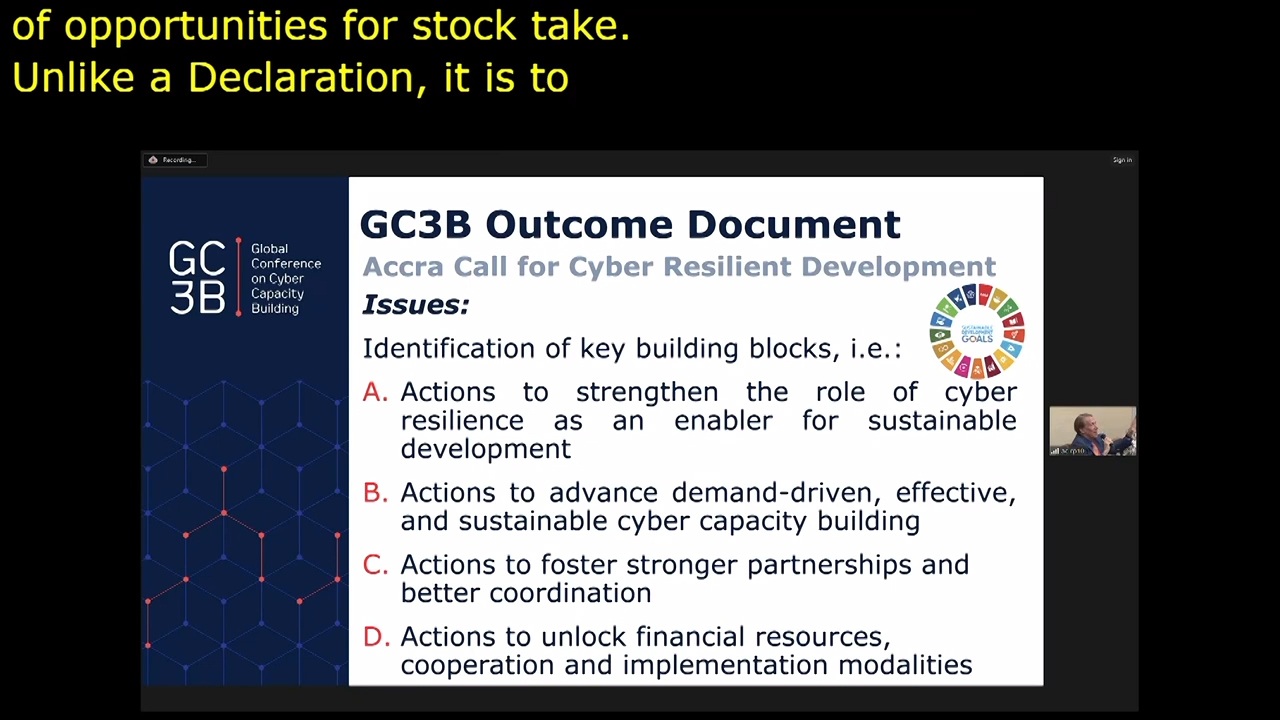 of opportunities for stock take.
Unlike a Declaration, it is to
Recording...
Sign in
GC
3B
Global
Conference
on Cyber
Capacity
Building
GC3B Outcome Document
Accra Call for Cyber Resilient Development
Issues:
SUSTAINABLE
DEVELOPMENT
GOALS
Identification of key building blocks, i.e.:
A. Actions to strengthen the role of cyber
resilience as an enabler for sustainable
development
B. Actions to advance demand-driven, effective,
and sustainable cyber capacity building
C. Actions to foster stronger partnerships and
better coordination
D. Actions to unlock financial resources,
cooperation and implementation modalities